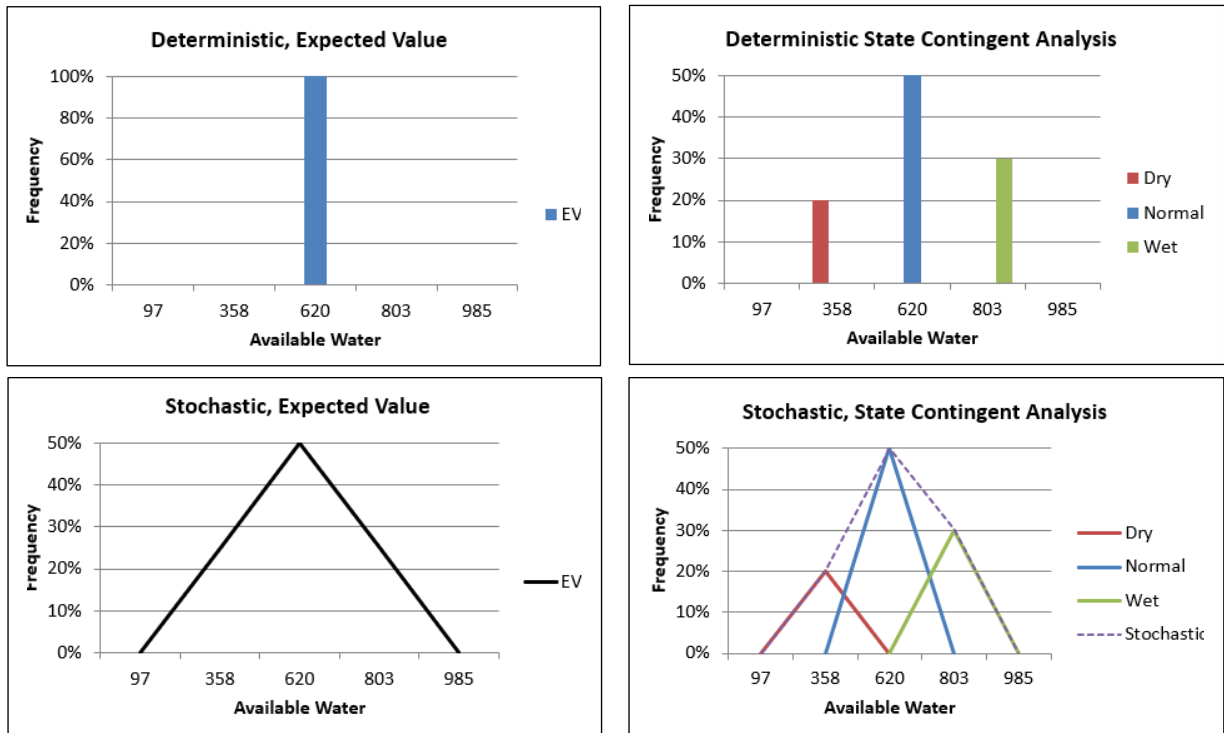 Deterministic, Expected Value
100%
80%
60%
40%
20%
0%
Frequency
97 358 620 803 985
Available Water
EV
Deterministic State Contingent Analysis
50%
40%
30%
20%
10%
0%
Frequency
97 358 620 803 985
Available Water
Dry
Normal
Wet
Stochastic, Expected Value
50%
40%
30%
20%
10%
0%
Frequency
97 358 620 803 985
Available Water
EV
Stochastic, State Contingent Analysis
50%
40%
30%
20%
10%
0%
Frequency
97 358 620 803 985
Available Water
Dry
Normal
Wet
Stochastic